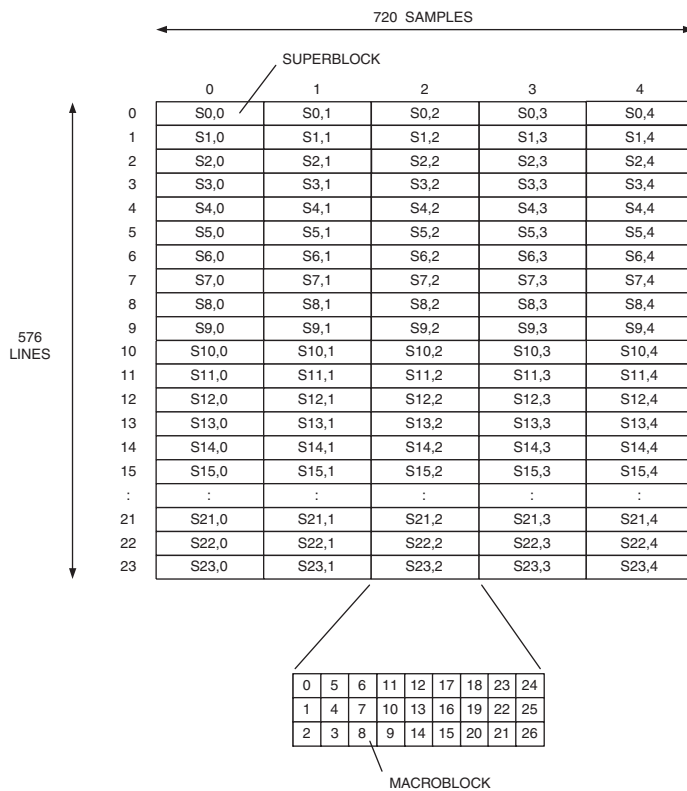 720 SAMPLES
SUPERBLOCK
0 1 2 3 4
0 S0,0 S0,1 S0,2 S0,3 S0,4
1 S1,0 S1,1 S1,2 S1,3 S1,4
2 S2,0 S2,1 S2,2 S2,3 S2,4
3 S3,0 S3,1 S3,2 S3,3 S3,4
4 S4,0 S4,1 S4,2 S4,3 S4,4
5 S5,0 S5,1 S5,2 S5,3 S5,4
6 S6,0 S6,1 S6,2 S6,3 S6,4
7 S7,0 S7,1 S7,2 S7,3 S7,4
8 S8,0 S8,1 S8,2 S8,3 S8,4
9 S9,0 S9,1 S9,2 S9,3 S9,4
576
LINES
10 S10,0 S10,1 S10,2 S10,3 S10,4
11 S11,0 S11,1 S11,2 S11,3 S11,4
12 S12,0 S12,1 S12,2 S12,3 S12,4
13 S13,0 S13,1 S13,2 S13,3 S13,4
14 S14,0 S14,1 S14,2 S14,3 S14,4
15 S15,0 S15,1 S15,2 S15,3 S15,4
: : : : : :
21 S21,0 S21,1 S21,2 S21,3 S21,4
22 S22,0 S22,1 S22,2 S22,3 S22,4
23 S23,0 S23,1 S23,2 S23,3 S23,4
0 5 6 11 12 17 18 23 24
1 4 7 10 13 16 19 22 25
2 3 8 9 14 15 20 21 26
MACROBLOCK